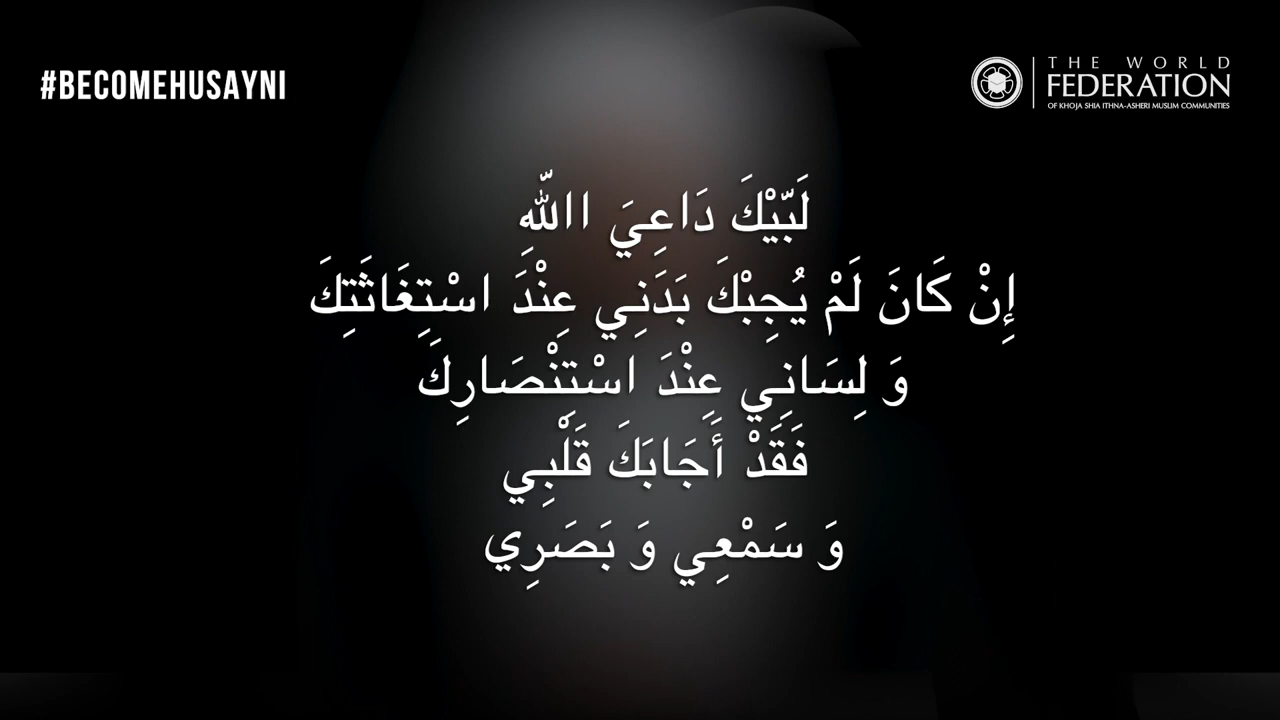 #BECOMEHUSAYNI
THE WORLD
FEDERATION
OF KHOJA SHIA ITHNA-ASHERI MUSLIM COMMUNITIES
لَبَّيْكَ دَاعِيَ االلّٰهِ
إِنْ كَانَ لَمْ يُجِبْكَ بَدَنِي عِنْدَ اسْتِغَاثَتِكَ
وَ لِسَانِي عِنْدَ اسْتِنْصَارِكَ
فَقَدْ أَجَابَكَ قَلْبِي
وَ سَمْعِي وَ بَصَرِي